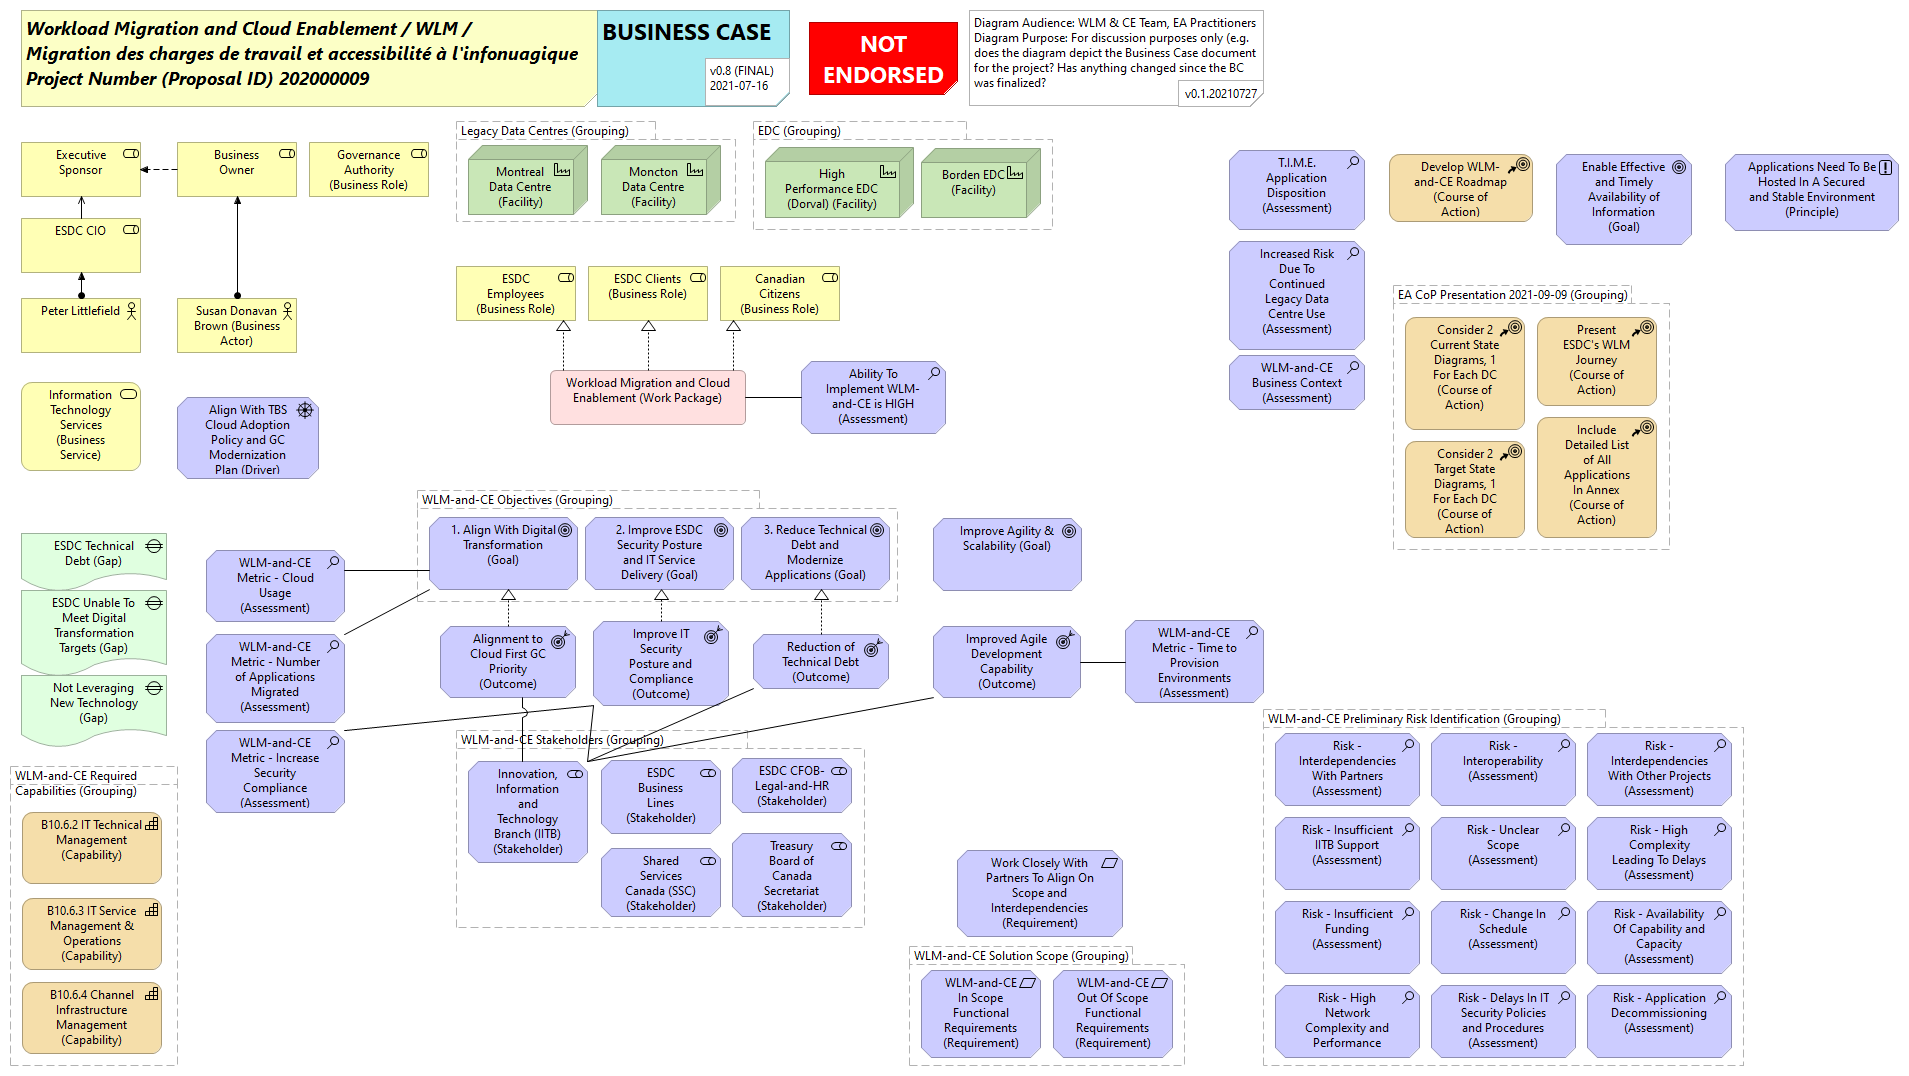 Workload Migration and Cloud Enablement / WLM /
Migration des charges de travail et accessibilité à l'infonuagique
Project Number (Proposal ID) 202000009
BUSINESS CASE
v0.8 (FINAL)
2021-07-16
NOT
ENDORSED
Diagram Audience: WLM & CE Team, EA Practitioners
Diagram Purpose: For discussion purposes only (e.g.
does the diagram depict the Business Case document
for the project? Has anything changed since the BC
was finalized?
v0.1.20210727
Executive
Sponsor
Business
Owner
Governance
Authority
(Business Role)
ESDC CIO
Peter Littlefield
Susan Donavan
Brown (Business
Actor)
Information
Technology
Services
(Business
Service)
Align With TBS
Cloud Adoption
Policy and GC
Modernization
Plan (Driver)
Legacy Data Centres (Grouping)
Montreal
Data Centre
(Facility)
Moncton
Data Centre
(Facility)
EDC (Grouping)
High
Performance EDC
(Dorval) (Facility)
Borden EDC
(Facility)
ESDC
Employees
(Business Role)
ESDC Clients
(Business Role)
Canadian
Citizens
(Business Role)
Workload Migration and Cloud
Enablement (Work Package)
Ability To
Implement WLM-
and-CE is HIGH
(Assessment)
T.I.M.E.
Application
Disposition
(Assessment)
Increased Risk
Due To
Continued
Legacy Data
Centre Use
(Assessment)
WLM-and-CE
Business Context
(Assessment)
Develop WLM-
and-CE Roadmap
(Course of
Action)
Enable Effective
and Timely
Availability of
Information
(Goal)
Applications Need To Be
Hosted In A Secured
and Stable Environment
(Principle)
EA CoP Presentation 2021-09-09 (Grouping)
Consider 2
Current State
Diagrams, 1
For Each DC
(Course of
Action)
Present
ESDC's WLM
Journey
(Course of
Action)
Consider 2
Target State
Diagrams, 1
For Each DC
(Course of
Action)
Include
Detailed List
of All
Applications
In Annex
(Course of
Action)
ESDC Technical
Debt (Gap)
ESDC Unable To
Meet Digital
Transformation
Targets (Gap)
Not Leveraging
New Technology
(Gap)
WLM-and-CE
Metric - Cloud
Usage
(Assessment)
WLM-and-CE
Metric - Number
of Applications
Migrated
(Assessment)
WLM-and-CE
Metric - Increase
Security
Compliance
(Assessment)
WLM-and-CE Objectives (Grouping)
1. Align With Digital
Transformation
(Goal)
2. Improve ESDC
Security Posture
and IT Service
Delivery (Goal)
3. Reduce Technical
Debt and
Modernize
Applications (Goal)
Improve Agility &
Scalability (Goal)
Alignment to
Cloud First GC
Priority
(Outcome)
Improve IT
Security
Posture and
Compliance
(Outcome)
Reduction of
Technical Debt
(Outcome)
Improved Agile
Development
Capability
(Outcome)
WLM-and-CE
Metric - Time to
Provision
Environments
(Assessment)
WLM-and-CE Required
Capabilities (Grouping)
B10.6.2 IT Technical
Management
(Capability)
B10.6.3 IT Service
Management &
Operations
(Capability)
B10.6.4 Channel
Infrastructure
Management
(Capability)
WLM-and-CE Stakeholders (Grouping)
Innovation,
Information
and
Technology
Branch (IITB)
(Stakeholder)
ESDC
Business
Lines
(Stakeholder)
ESDC CFOB-
Legal-and-HR
(Stakeholder)
Shared
Services
Canada (SSC)
(Stakeholder)
Treasury
Board of
Canada
Secretariat
(Stakeholder)
Work Closely With
Partners To Align On
Scope and
Interdependencies
(Requirement)
WLM-and-CE Solution Scope (Grouping)
WLM-and-CE
In Scope
Functional
Requirements
(Requirement)
WLM-and-CE
Out Of Scope
Functional
Requirements
(Requirement)
WLM-and-CE Preliminary Risk Identification (Grouping)
Risk -
Interdependencies
With Partners
(Assessment)
Risk -
Interoperability
(Assessment)
Risk -
Interdependencies
With Other Projects
(Assessment)
Risk - Insufficient
IITB Support
(Assessment)
Risk - Unclear
Scope
(Assessment)
Risk - High
Complexity
Leading To Delays
(Assessment)
Risk - Insufficient
Funding
(Assessment)
Risk - Change In
Schedule
(Assessment)
Risk - Availability
Of Capability and
Capacity
(Assessment)
Risk - High
Network
Complexity and
Performance
Risk - Delays In IT
Security Policies
and Procedures
(Assessment)
Risk - Application
Decommissioning
(Assessment)